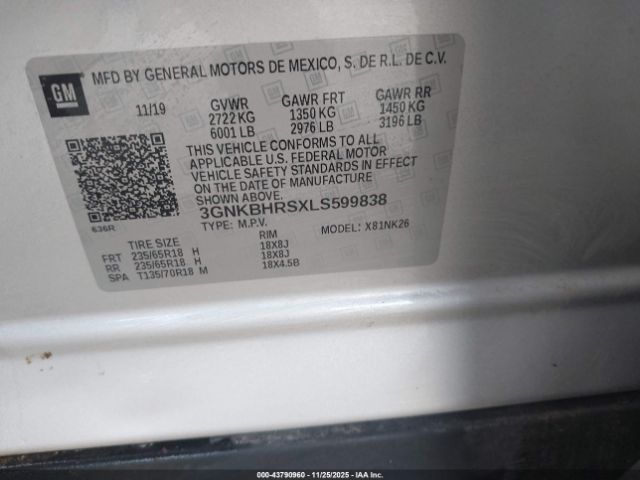 GM
MFD BY GENERAL MOTORS DE MEXICO, S. DE R.L. DE C.V.
11/19 GVWR GAWR FRT GAWR RR
2722 KG 1350 KG 1450 KG
6001 LB 2976 LB 3196 LB
THIS VEHICLE CONFORMS TO ALL
APPLICABLE U.S. FEDERAL MOTOR
VEHICLE SAFETY STANDARDS IN EFFECT
ON THE DATE OF MANUFACTURE
SHOWN ABOVE.
3GNKBHRSXLS599838
636R
TYPE: M.P.V. MODEL: X81NK26
TIRE SIZE RIM
FRT 235/65R18 H 18X8J
RR 235/65R18 H 18X8J
SPA T135/70R18 M 18X4.5B
000-43790960 - 11/25/2025 - IAA Inc.